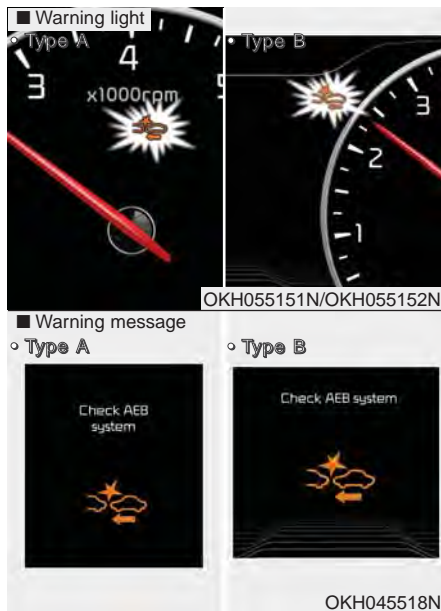 ■ Warning light
• Type A
• Type B
3
4
x1000rpm
1
2
3
OKH055151N/OKH055152N
■ Warning message
• Type A
• Type B
Check AEB
system
Check AEB system
OKH045518N